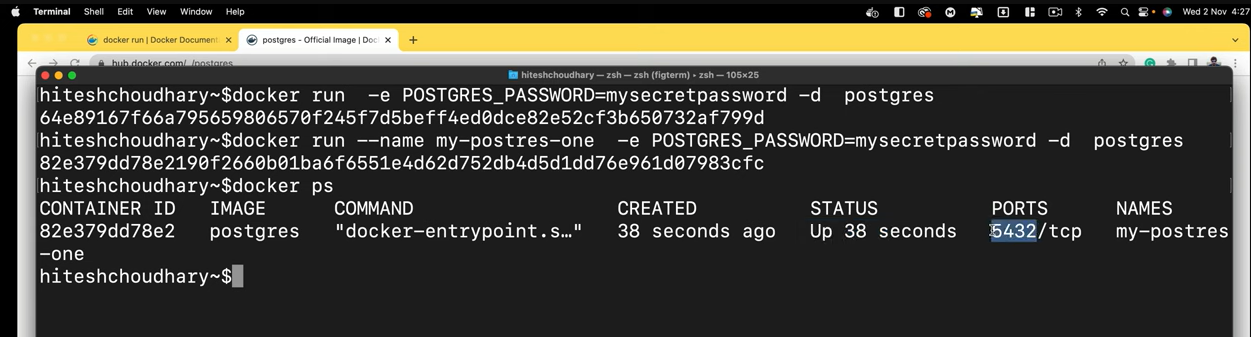 Terminal Shell Edit View Window Help Wed 2 Nov 4:27
docker run | Docker Document postgres - Official Image | Doc
hub.docker.com/_/postgres
hiteshchoudhary — zsh — zsh (figterm) • zsh — 105×25
hiteshchoudhary~$docker run  -e POSTGRES_PASSWORD=mysecretpassword -d  postgres
64e89167f66a795659806570f245f7d5beff4ed0dce82e52cf3b650732af799d
hiteshchoudhary~$docker run --name my-postres-one  -e POSTGRES_PASSWORD=mysecretpassword -d  postgres
82e379dd78e2190f2660b01ba6f6551e4d62d752db4d5d1dd76e961d07983cfc
hiteshchoudhary~$docker ps
CONTAINER ID   IMAGE      COMMAND                  CREATED          STATUS          PORTS      NAMES
82e379dd78e2   postgres   "docker-entrypoint.s…"   38 seconds ago   Up 38 seconds   5432/tcp   my-postres
-one
hiteshchoudhary~$